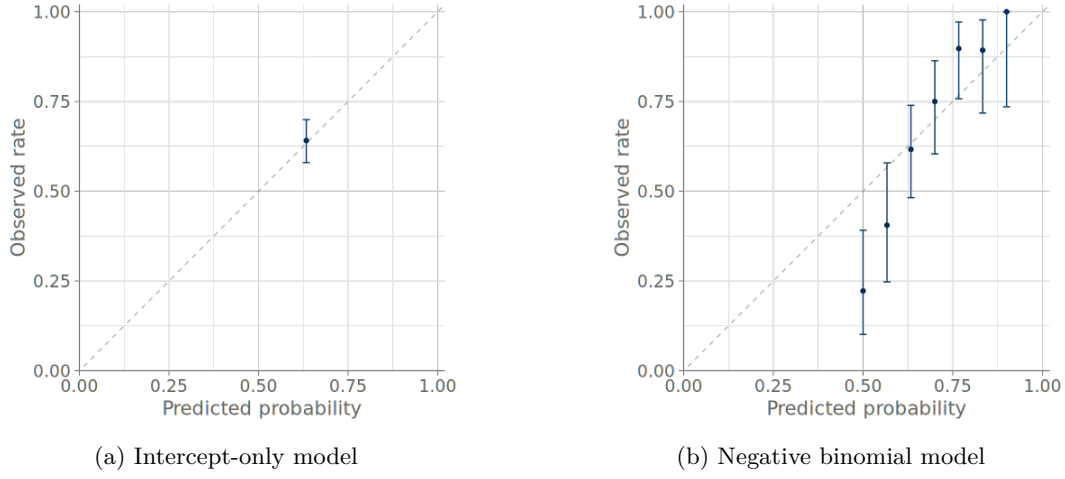 1.00
0.75
0.50
0.25
0.00
Observed rate
0.00 0.25 0.50 0.75 1.00
Predicted probability
(a) Intercept-only model
1.00
0.75
0.50
0.25
0.00
Observed rate
0.00 0.25 0.50 0.75 1.00
Predicted probability
(b) Negative binomial model